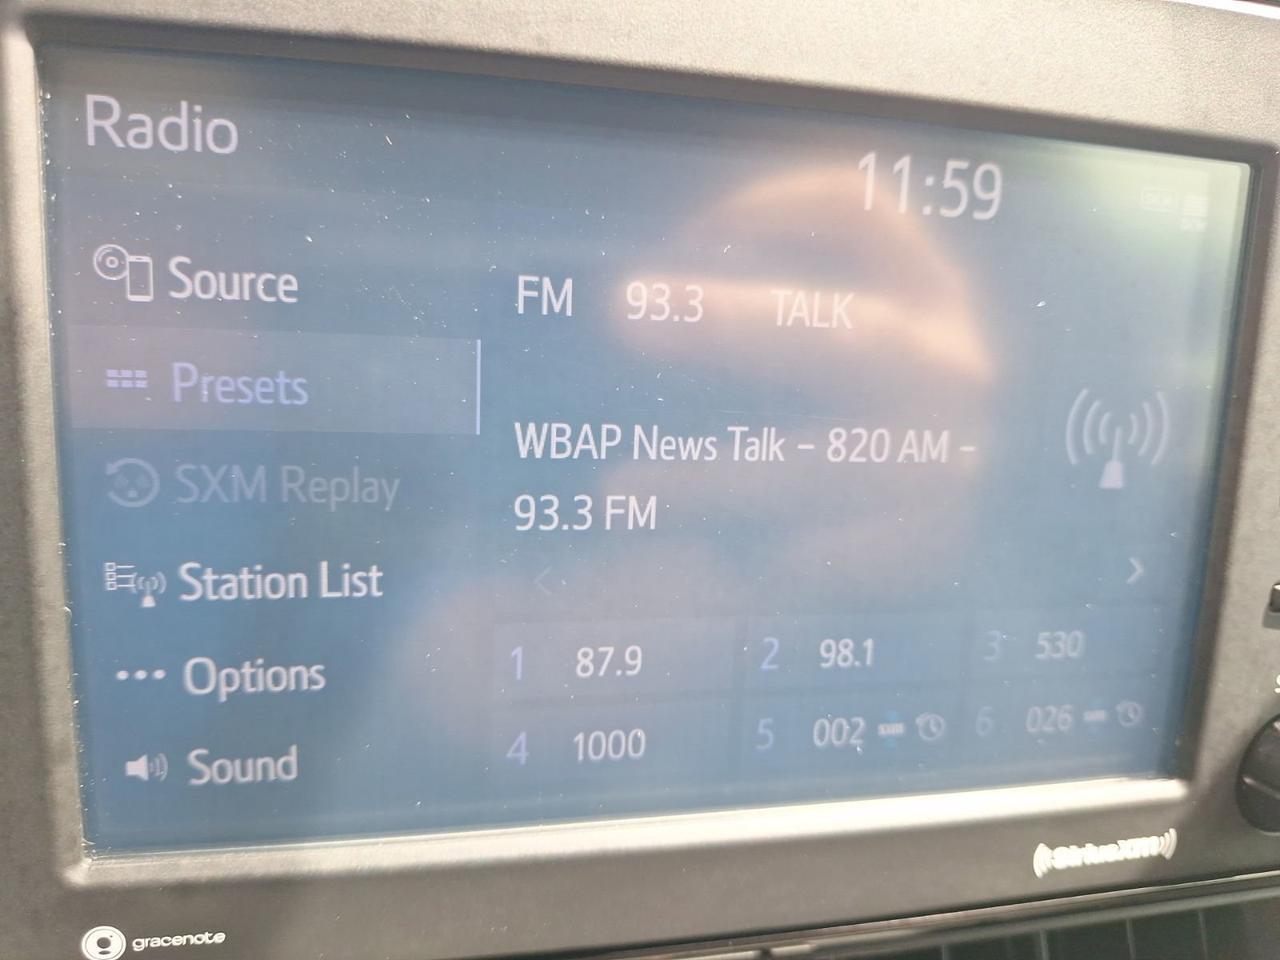 Radio
11:59
Source
FM 93.3 TALK
Presets
WBAP News Talk – 820 AM –
93.3 FM
SXM Replay
Station List
Options
Sound
1 87.9 2 98.1 3 530
4 1000 5 002 6 026
SiriusXM
gracenote